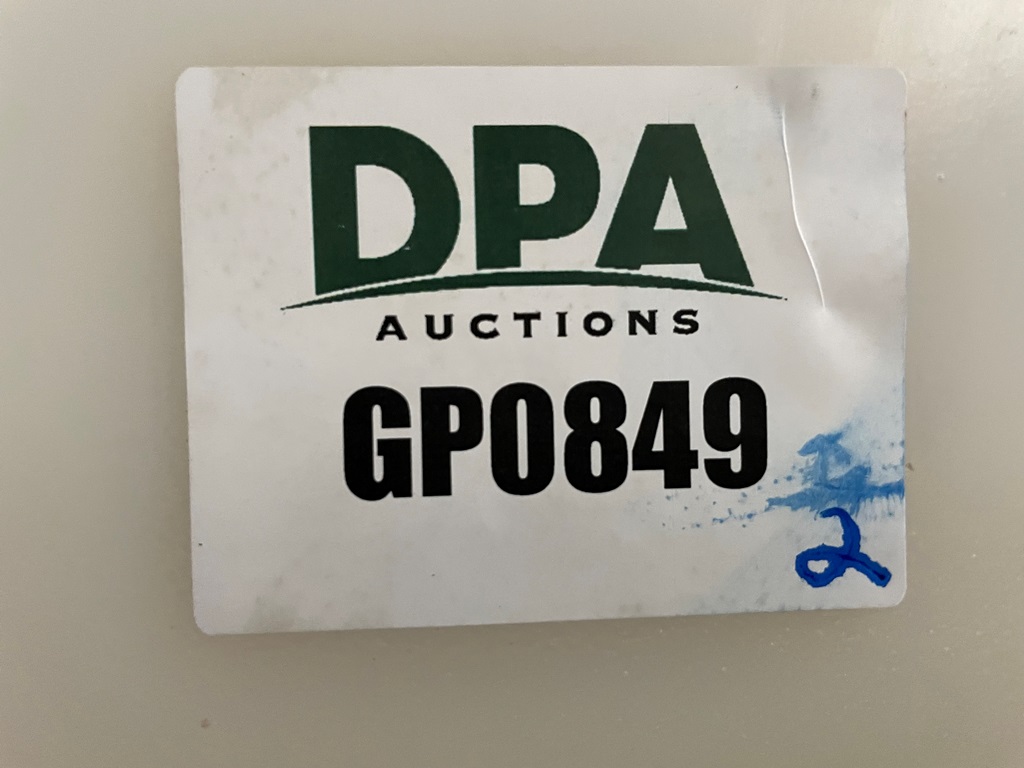 DPA
AUCTIONS
GP0849
2